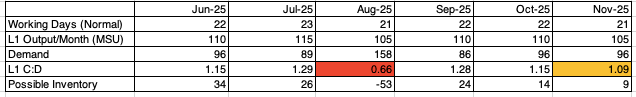 Jun-25 Jul-25 Aug-25 Sep-25 Oct-25 Nov-25
Working Days (Normal) 22 23 21 22 22 21
L1 Output/Month (MSU) 110 115 105 110 110 105
Demand 96 89 158 86 96 96
L1 C:D 1.15 1.29 0.66 1.28 1.15 1.09
Possible Inventory 34 26 -53 24 14 9